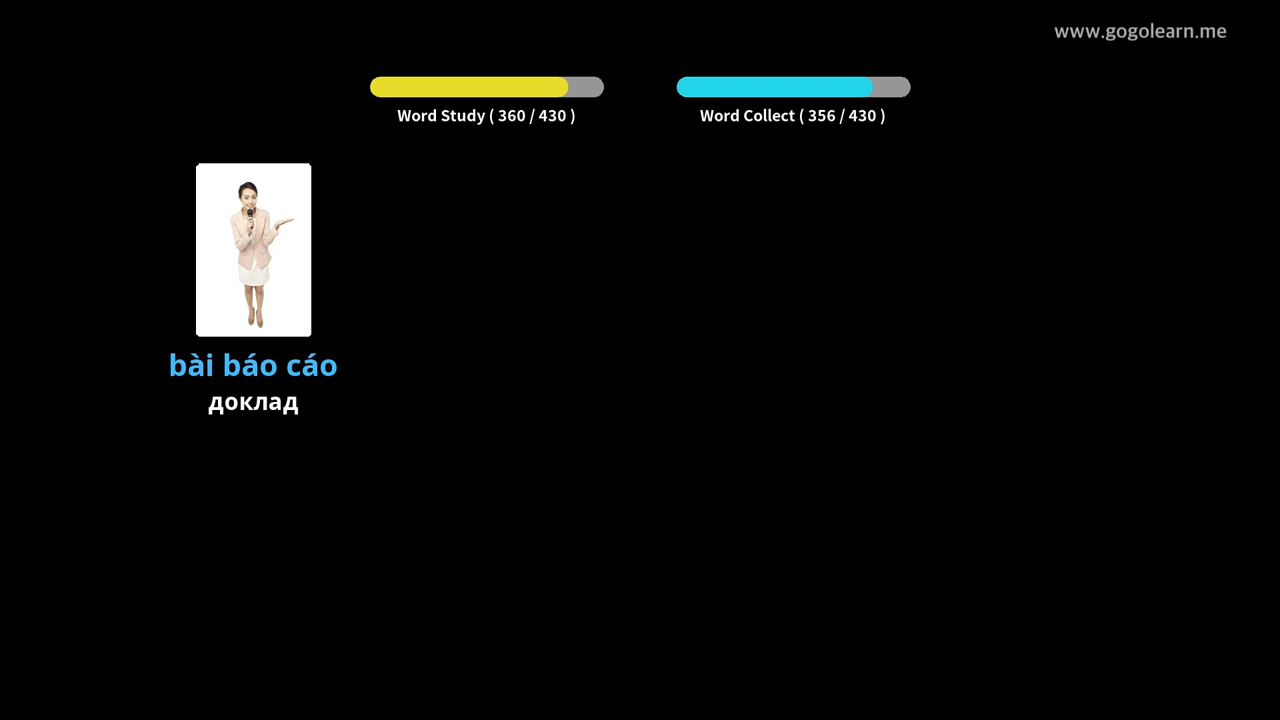 www.gogolearn.me
Word Study ( 360 / 430 )
Word Collect ( 356 / 430 )
bài báo cáo
доклад